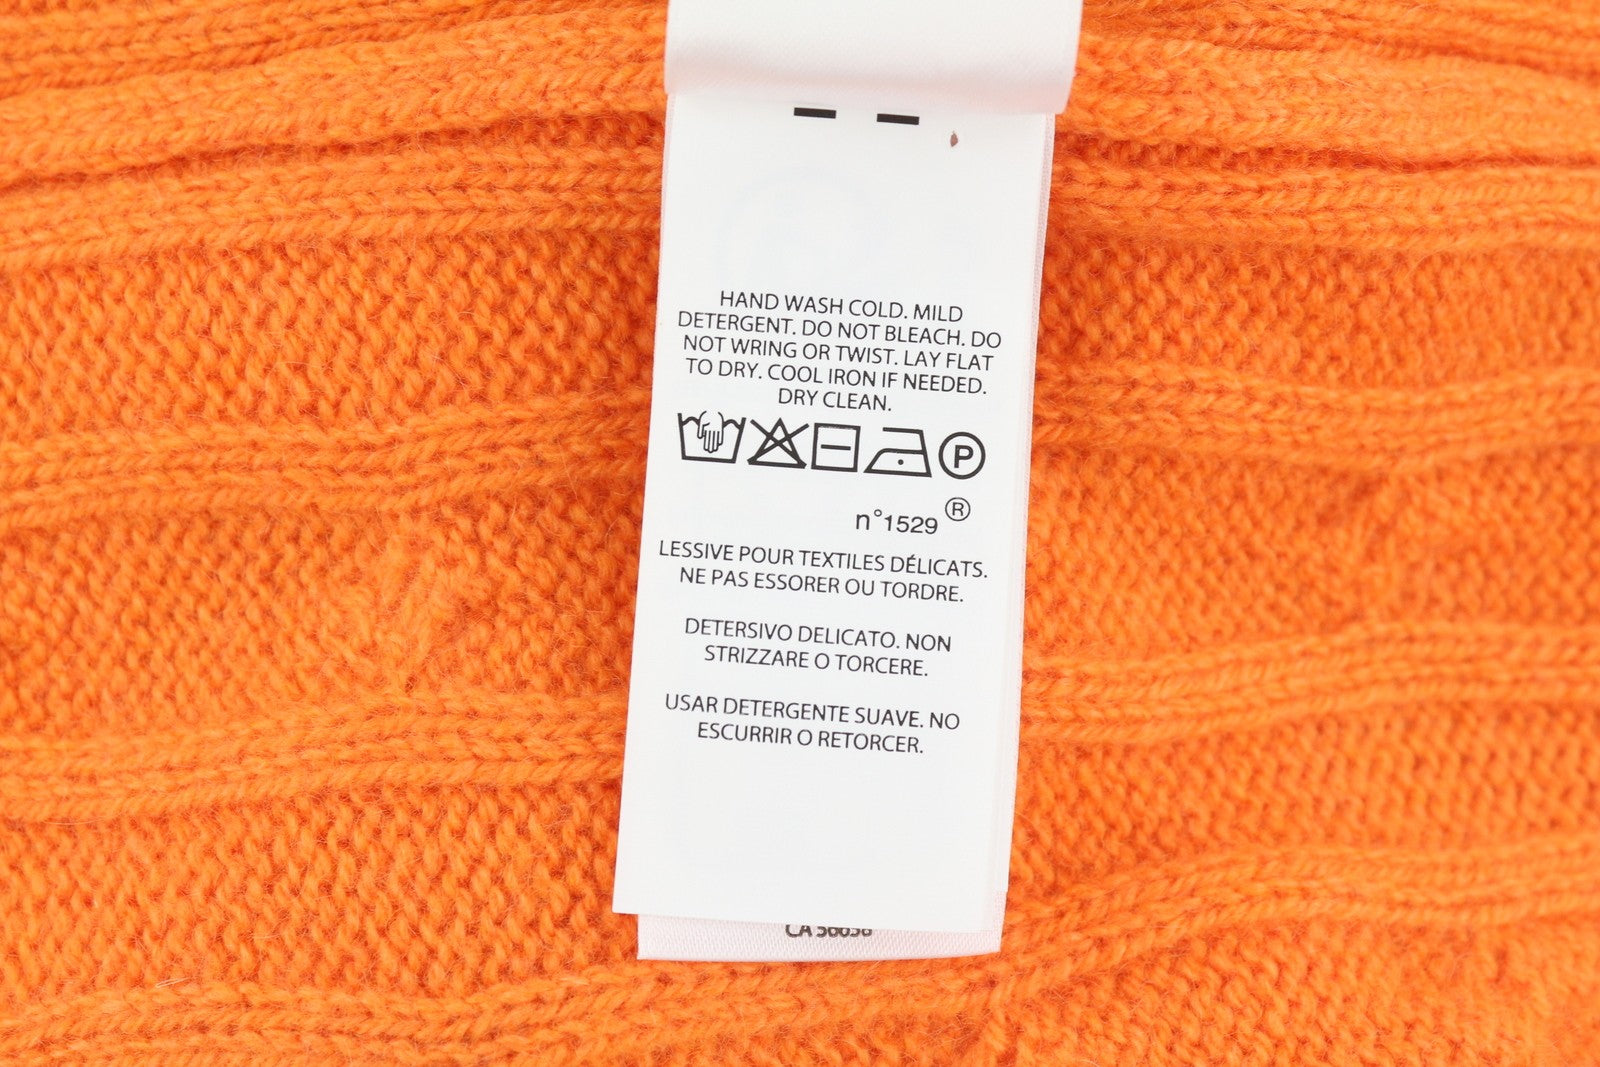 HAND WASH COLD. MILD
DETERGENT. DO NOT BLEACH. DO
NOT WRING OR TWIST. LAY FLAT
TO DRY. COOL IRON IF NEEDED.
DRY CLEAN.
P
n°1529 ®
LESSIVE POUR TEXTILES DÉLICATS.
NE PAS ESSORER OU TORDRE.
DETERSIVO DELICATO. NON
STRIZZARE O TORCERE.
USAR DETERGENTE SUAVE. NO
ESCURRIR O RETORCER.
CA